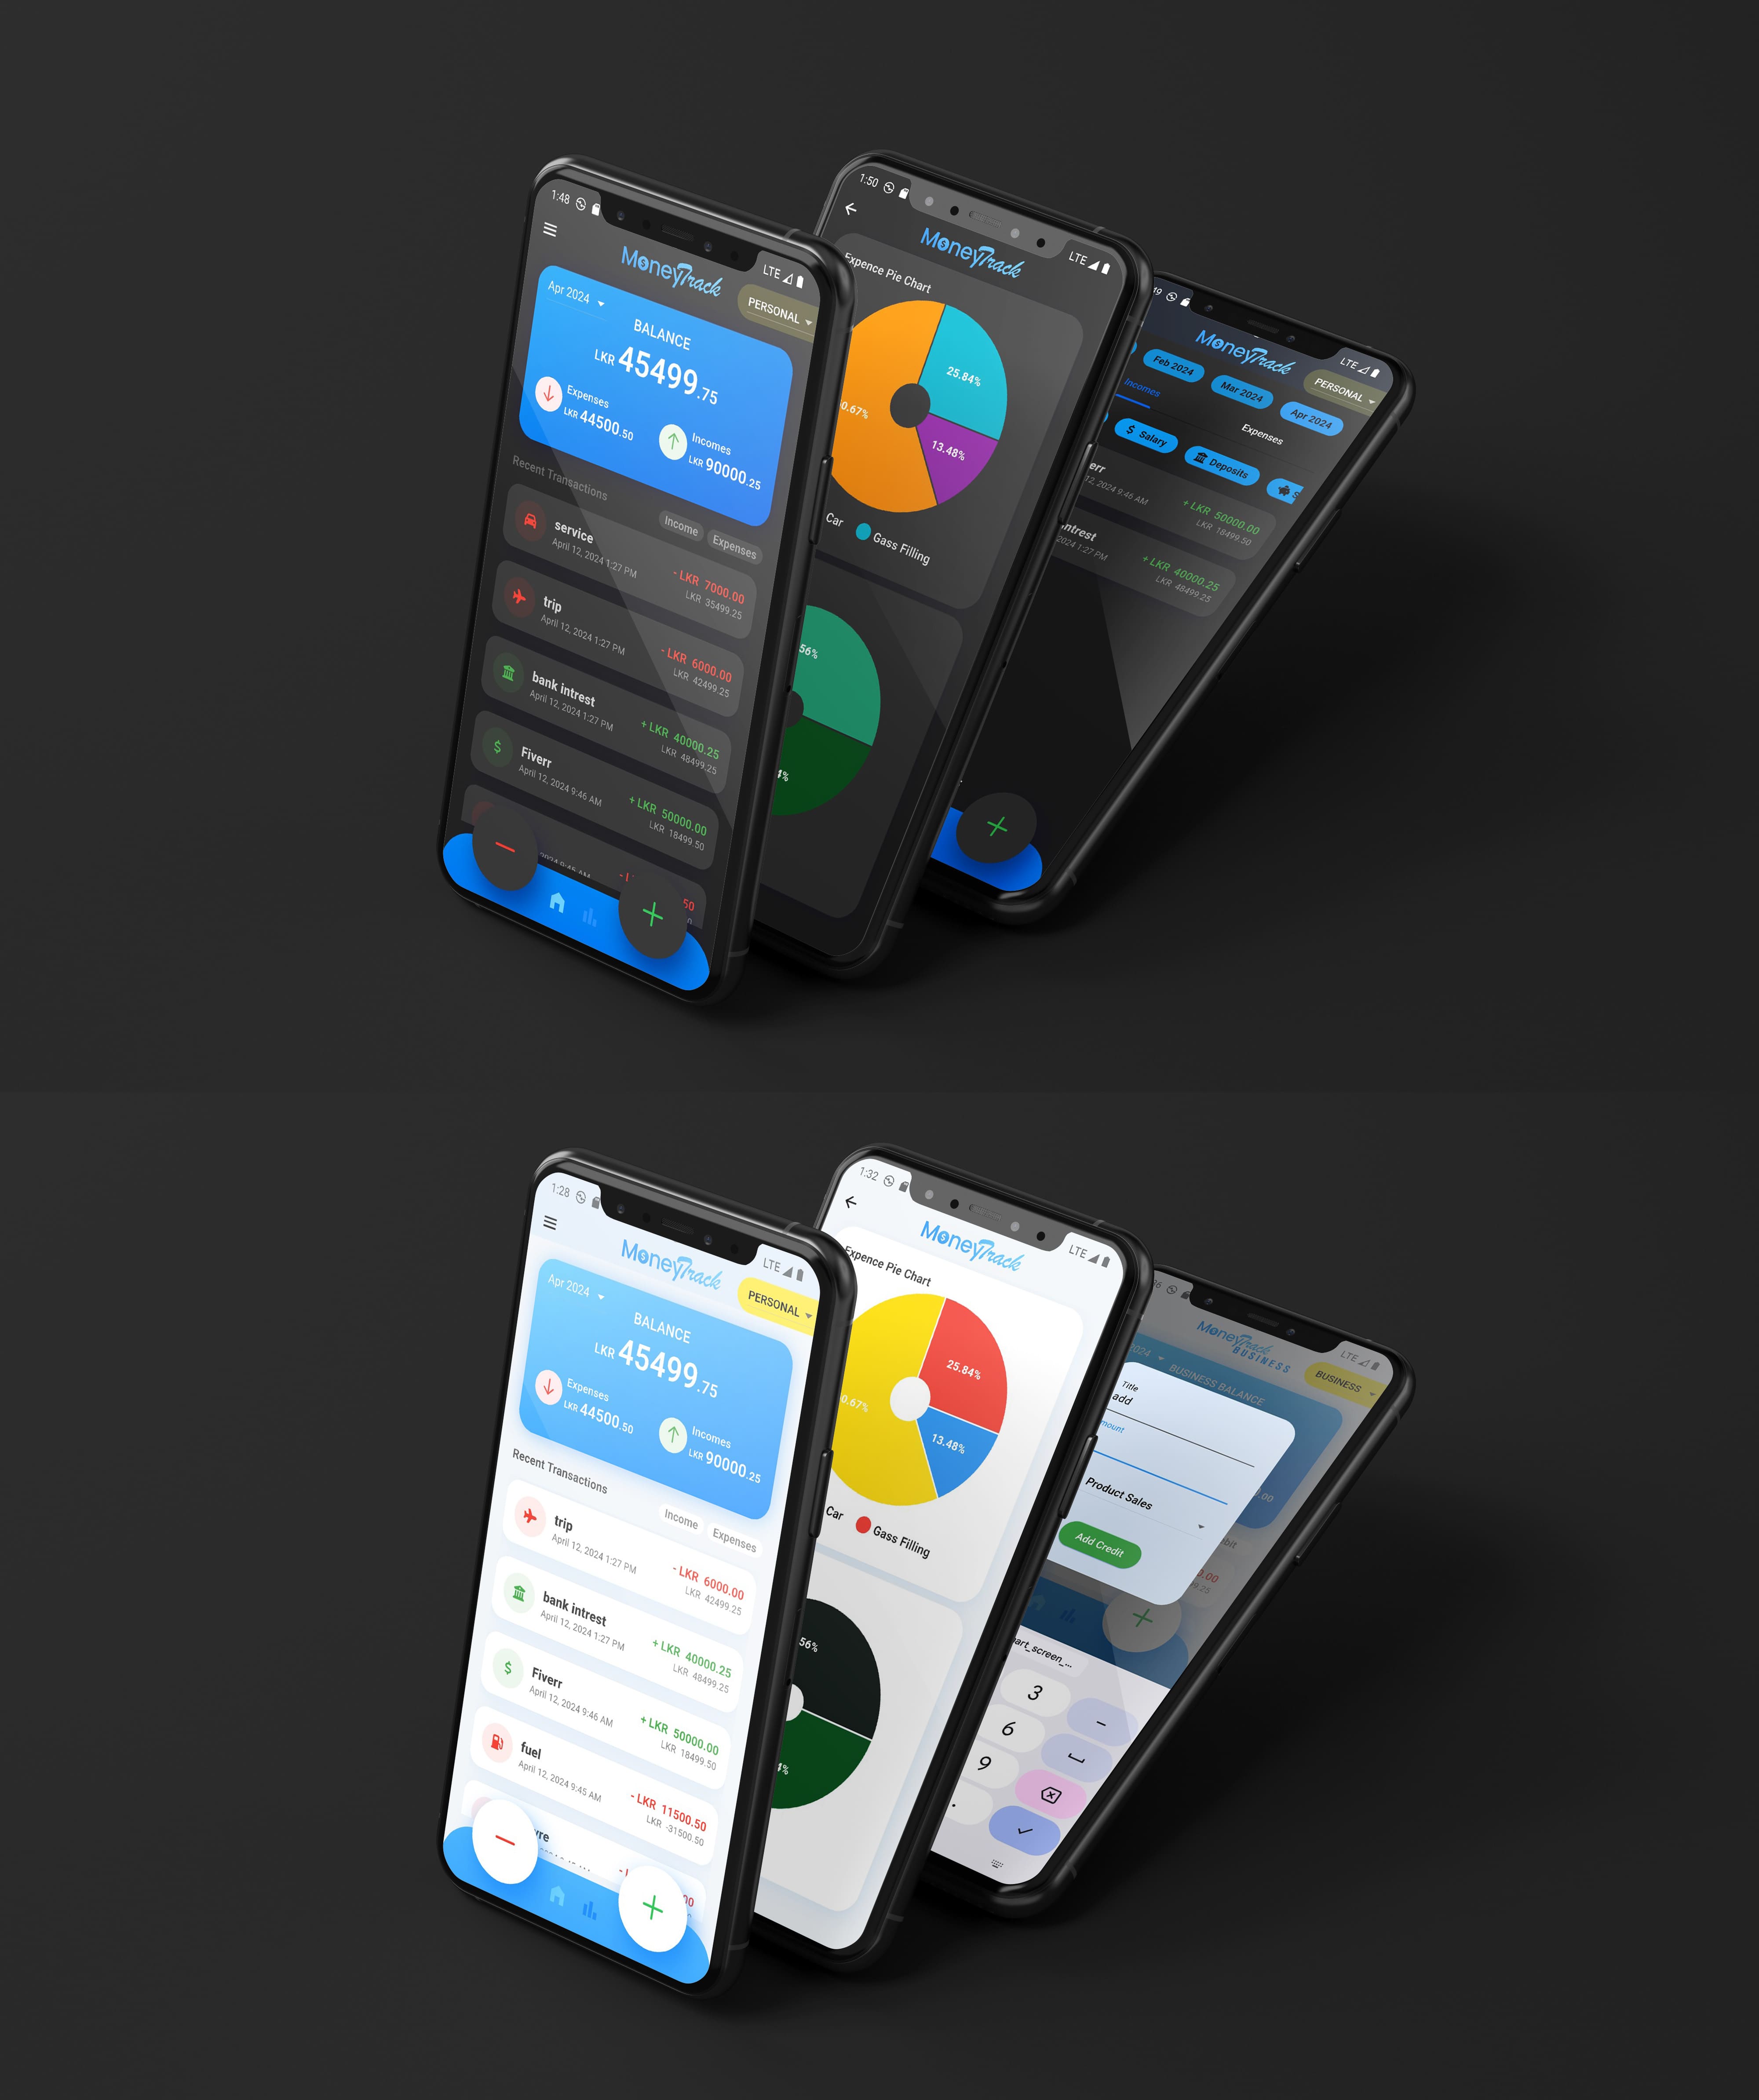 1:48
LTE
MoneyTrack
PERSONAL
Apr 2024
BALANCE
LKR 45499.75
Expenses
LKR 44500.50
Incomes
LKR 90000.25
Recent Transactions
Income
Expenses
service
April 12, 2024 1:27 PM
- LKR 7000.00
LKR 35499.25
trip
April 12, 2024 1:27 PM
- LKR 6000.00
LKR 42499.25
bank intrest
April 12, 2024 1:27 PM
+ LKR 40000.25
LKR 48499.25
Fiverr
April 12, 2024 9:46 AM
+ LKR 50000.00
LKR 18499.50
1:50
LTE
MoneyTrack
Expence Pie Chart
25.84%
0.67%
13.48%
Car
Gass Filling
56%
4%
LTE
MoneyTrack
PERSONAL
Feb 2024
Mar 2024
Apr 2024
Incomes
Expenses
$ Salary
Deposits
err
12, 2024 9:46 AM
+ LKR 50000.00
LKR 18499.50
ntrest
2024 1:27 PM
+ LKR 40000.25
LKR 48499.25
1:28
LTE
MoneyTrack
PERSONAL
Apr 2024
BALANCE
LKR 45499.75
Expenses
LKR 44500.50
Incomes
LKR 90000.25
Recent Transactions
Income
Expenses
trip
April 12, 2024 1:27 PM
- LKR 6000.00
LKR 42499.25
bank intrest
April 12, 2024 1:27 PM
+ LKR 40000.25
LKR 48499.25
Fiverr
April 12, 2024 9:46 AM
+ LKR 50000.00
LKR 18499.50
fuel
April 12, 2024 9:45 AM
- LKR 11500.50
LKR -31500.50
1:32
LTE
MoneyTrack
Expence Pie Chart
25.84%
0.67%
13.48%
Car
Gass Filling
56%
4%
LTE
MoneyTrack
BUSINESS
BUSINESS
2024
BUSINESS BALANCE
Title
add
mount
Product Sales
Add Credit
art_screen_...
3
6
9